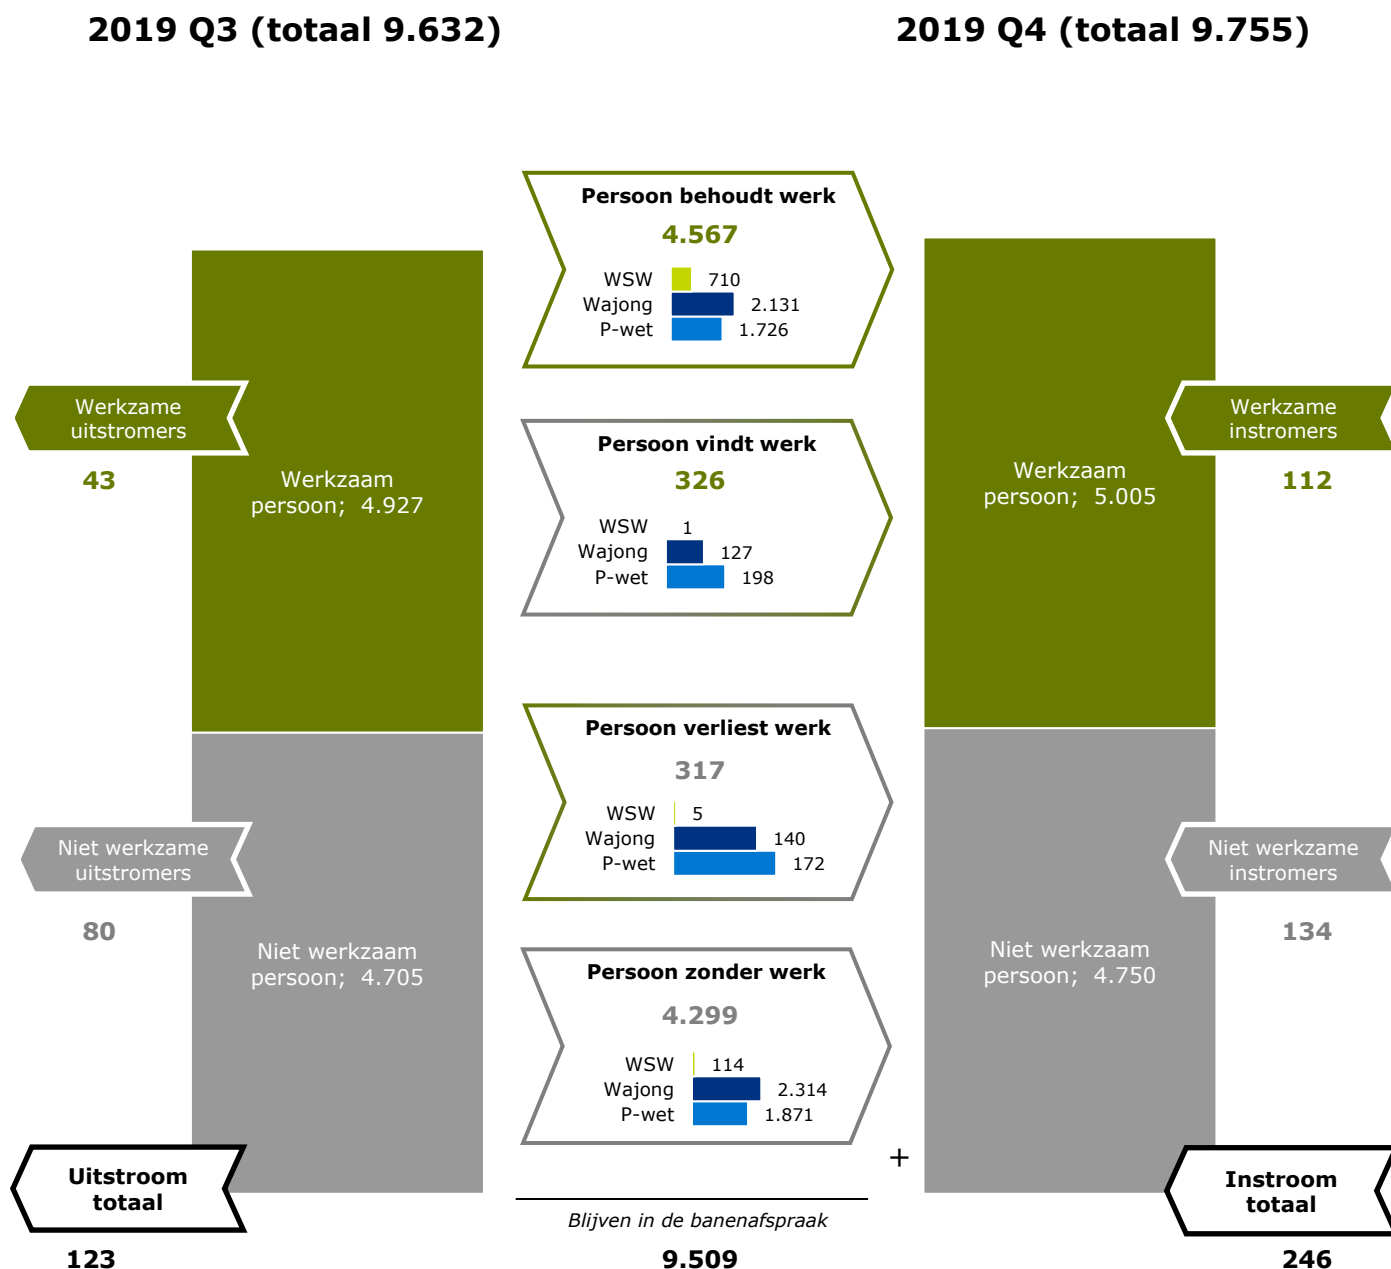 2019 Q3 (totaal 9.632)
2019 Q4 (totaal 9.755)
Persoon behoudt werk
4.567
WSW 710
Wajong 2.131
P-wet 1.726
Werkzame
uitstromers
43
Werkzaam
persoon; 4.927
Persoon vindt werk
326
WSW 1
Wajong 127
P-wet 198
Werkzaam
persoon; 5.005
Werkzame
instromers
112
Persoon verliest werk
317
WSW 5
Wajong 140
P-wet 172
Niet werkzame
uitstromers
80
Niet werkzaam
persoon; 4.705
Persoon zonder werk
4.299
WSW 114
Wajong 2.314
P-wet 1.871
Niet werkzaam
persoon; 4.750
Niet werkzame
instromers
134
+
Uitstroom
totaal
123
Blijven in de banenafspraak
9.509
Instroom
totaal
246